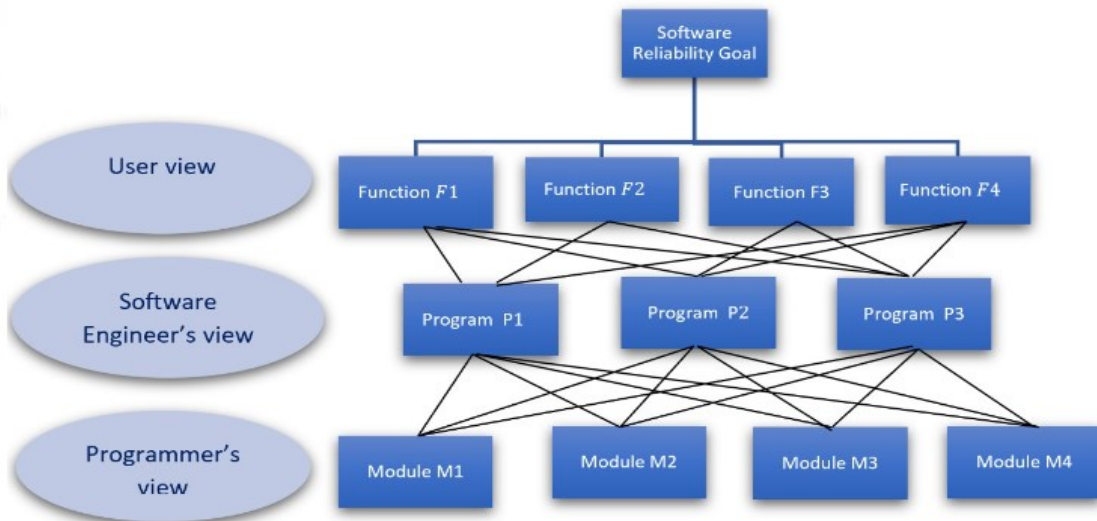 Software
Reliability Goal
User view
Function F1
Function F2
Function F3
Function F4
Software
Engineer's view
Program P1
Program P2
Program P3
Programmer's
view
Module M1
Module M2
Module M3
Module M4